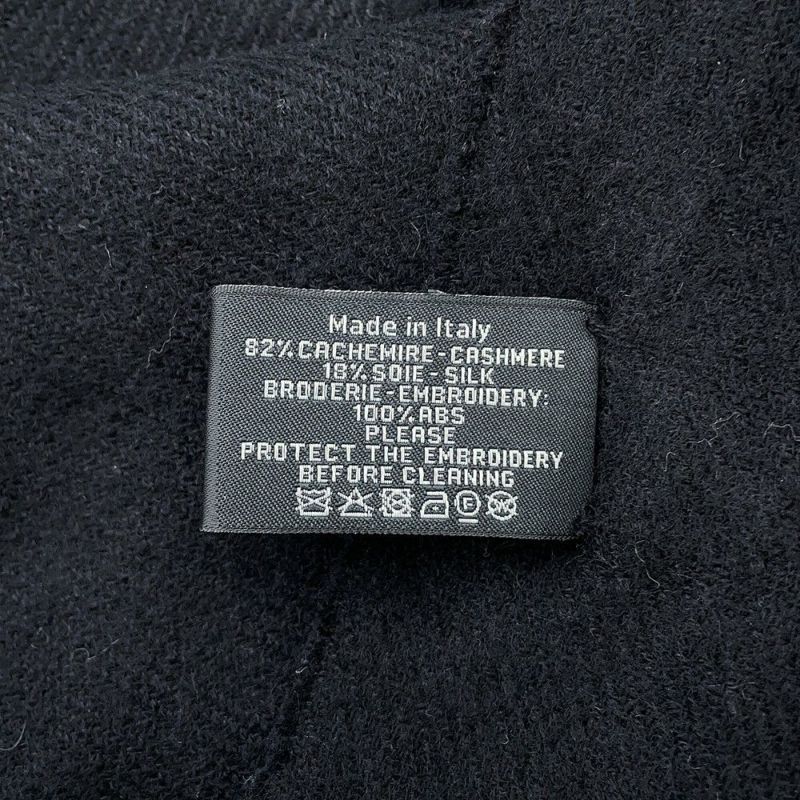 Made in Italy
82% CACHEMIRE - CASHMERE
18% SOIE - SILK
BRODERIE - EMBROIDERY:
100% ABS
PLEASE
PROTECT THE EMBROIDERY
BEFORE CLEANING
F W